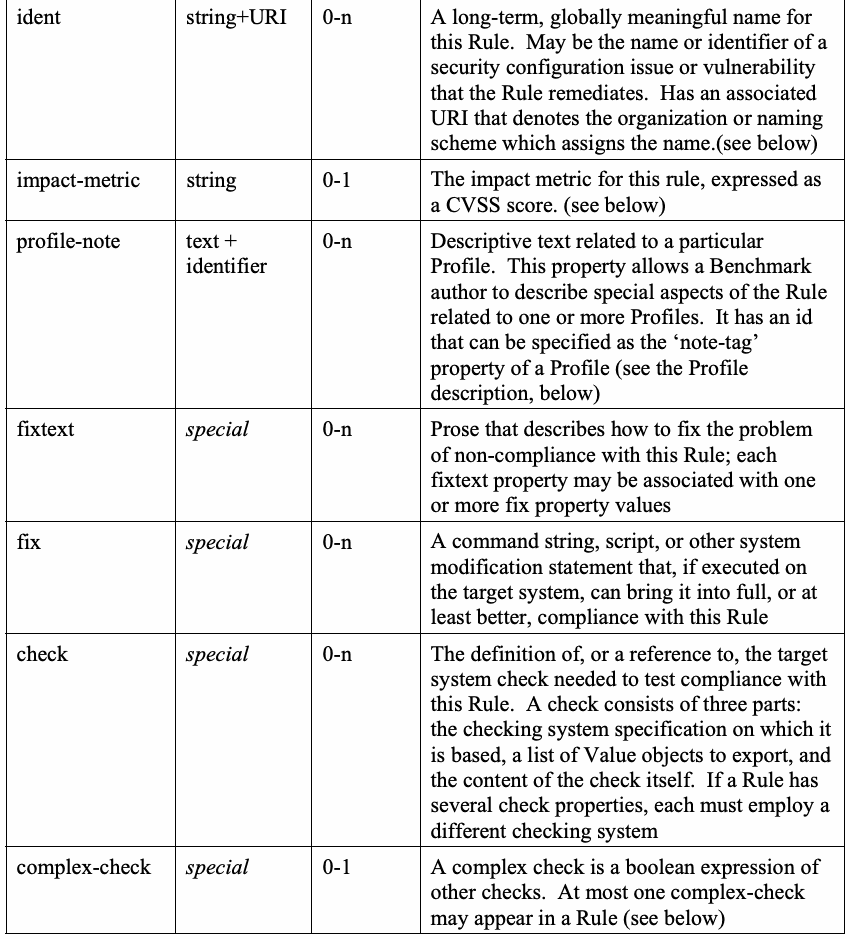 ident string+URI 0-n A long-term, globally meaningful name for
this Rule.  May be the name or identifier of a
security configuration issue or vulnerability
that the Rule remediates.  Has an associated
URI that denotes the organization or naming
scheme which assigns the name.(see below)
impact-metric string 0-1 The impact metric for this rule, expressed as
a CVSS score. (see below)
profile-note text + 0-n Descriptive text related to a particular
identifier Profile.  This property allows a Benchmark
author to describe special aspects of the Rule
related to one or more Profiles.  It has an id
that can be specified as the ‘note-tag’
property of a Profile (see the Profile
description, below)
fixtext special 0-n Prose that describes how to fix the problem
of non-compliance with this Rule; each
fixtext property may be associated with one
or more fix property values
fix special 0-n A command string, script, or other system
modification statement that, if executed on
the target system, can bring it into full, or at
least better, compliance with this Rule
check special 0-n The definition of, or a reference to, the target
system check needed to test compliance with
this Rule.  A check consists of three parts:
the checking system specification on which it
is based, a list of Value objects to export, and
the content of the check itself.  If a Rule has
several check properties, each must employ a
different checking system
complex-check special 0-1 A complex check is a boolean expression of
other checks.  At most one complex-check
may appear in a Rule (see below)